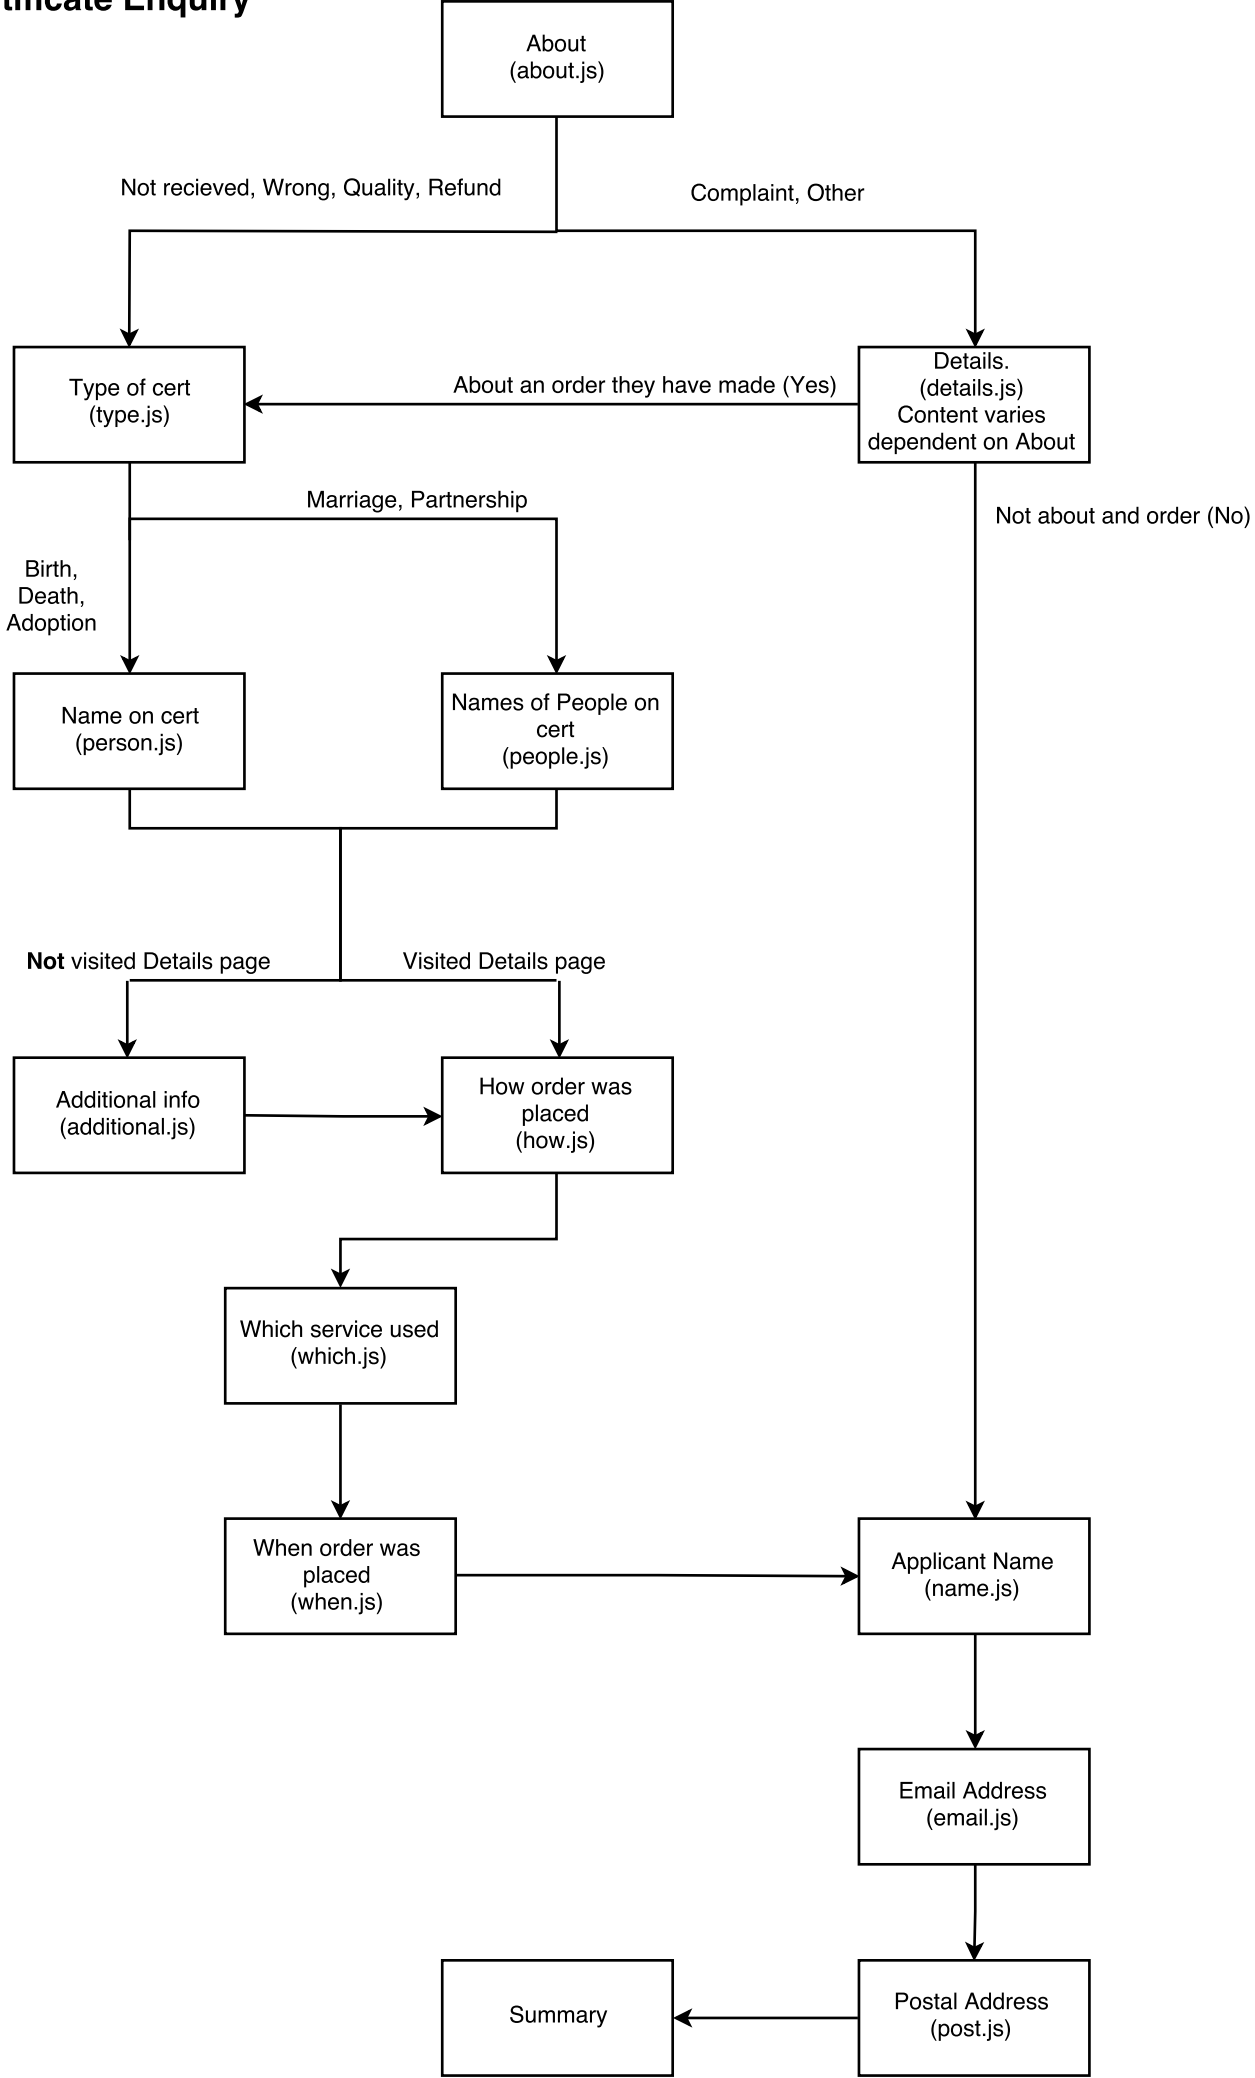 Enquiry
About
(about.js)
Not recieved, Wrong, Quality, Refund
Complaint, Other
Type of cert
(type.js)
About an order they have made (Yes)
Details.
(details.js)
Content varies
dependent on About
Marriage, Partnership
Not about and order (No)
Birth,
Death,
Adoption
Name on cert
(person.js)
Names of People on
cert
(people.js)
Not visited Details page
Visited Details page
Additional info
(additional.js)
How order was
placed
(how.js)
Which service used
(which.js)
When order was
placed
(when.js)
Applicant Name
(name.js)
Email Address
(email.js)
Summary
Postal Address
(post.js)